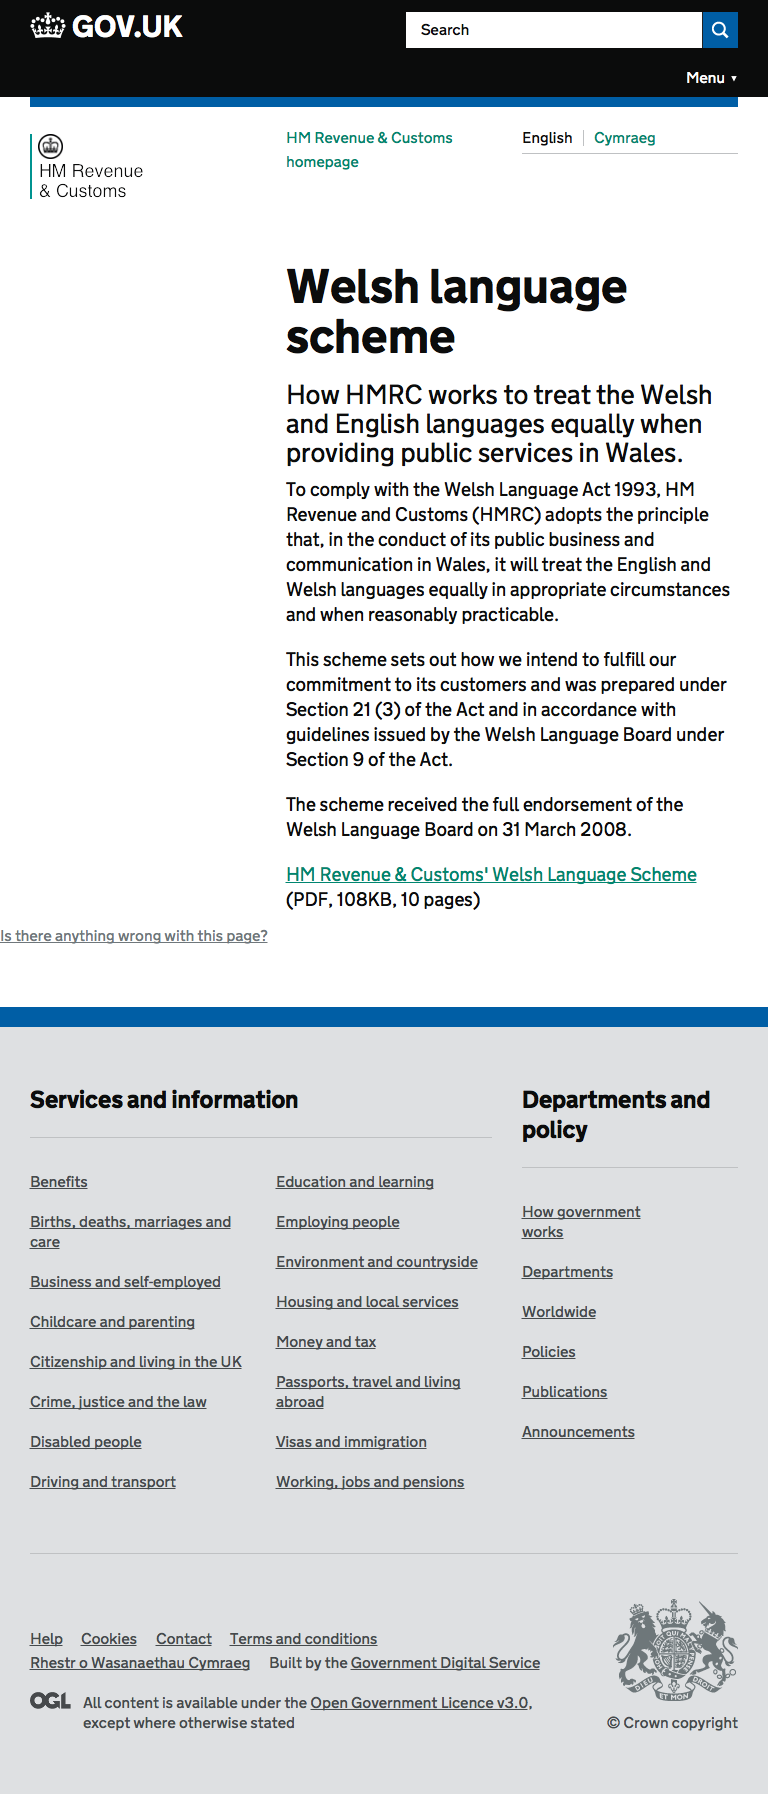 GOV.UK
Search
Menu ▼
HM Revenue
& Customs
HM Revenue & Customs
homepage
English
Cymraeg
Welsh language
scheme
How HMRC works to treat the Welsh
and English languages equally when
providing public services in Wales.
To comply with the Welsh Language Act 1993, HM
Revenue and Customs (HMRC) adopts the principle
that, in the conduct of its public business and
communication in Wales, it will treat the English and
Welsh languages equally in appropriate circumstances
and when reasonably practicable.
This scheme sets out how we intend to fulfill our
commitment to its customers and was prepared under
Section 21 (3) of the Act and in accordance with
guidelines issued by the Welsh Language Board under
Section 9 of the Act.
The scheme received the full endorsement of the
Welsh Language Board on 31 March 2008.
HM Revenue & Customs' Welsh Language Scheme
(PDF, 108KB, 10 pages)
Is there anything wrong with this page?
Services and information
Benefits
Births, deaths, marriages and
care
Business and self-employed
Childcare and parenting
Citizenship and living in the UK
Crime, justice and the law
Disabled people
Driving and transport
Education and learning
Employing people
Environment and countryside
Housing and local services
Money and tax
Passports, travel and living
abroad
Visas and immigration
Working, jobs and pensions
Departments and
policy
How government
works
Departments
Worldwide
Policies
Publications
Announcements
Help Cookies Contact Terms and conditions
Rhestr o Wasanaethau Cymraeg Built by the Government Digital Service
OGL All content is available under the Open Government Licence v3.0,
except where otherwise stated
DIEU ET MON DROIT
© Crown copyright